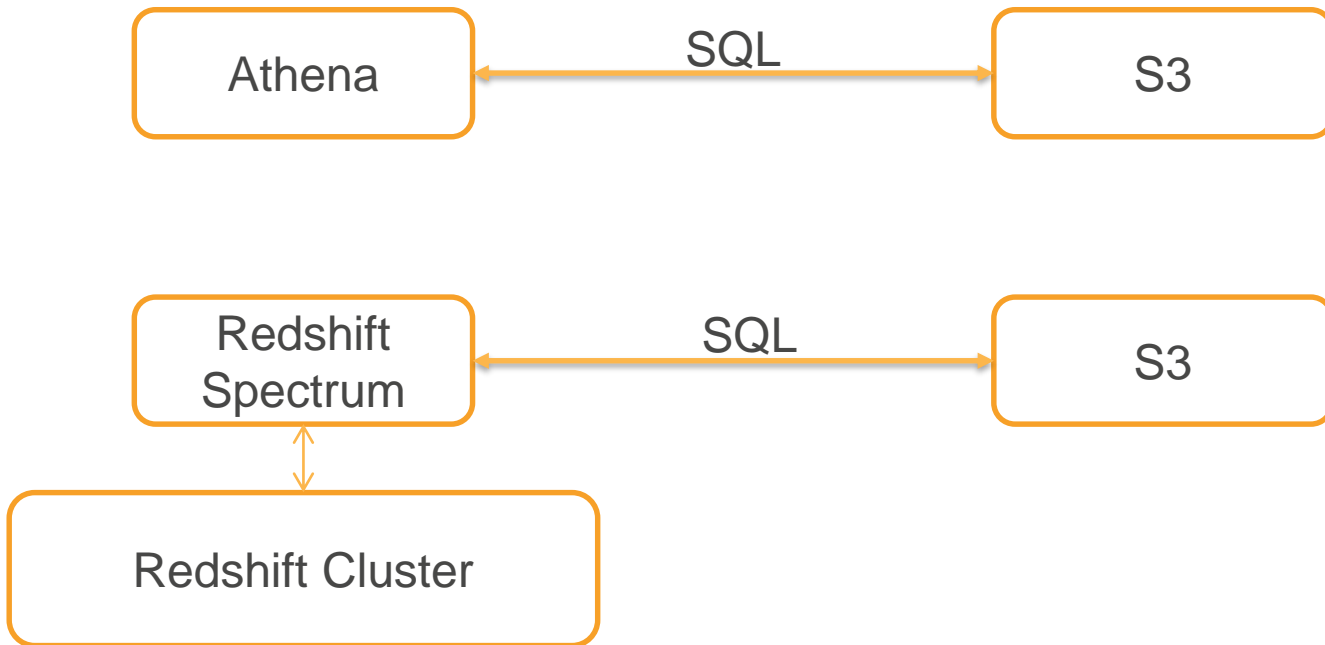 Athena
SQL
S3
Redshift
Spectrum
SQL
S3
Redshift Cluster